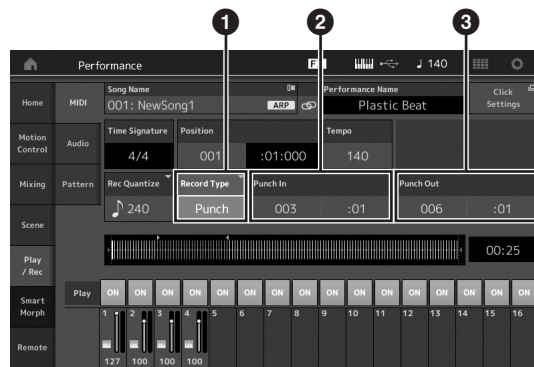 1 2 3
Performance F 140
Home MIDI Song Name Performance Name Click
001: NewSong1 ARP Plastic Beat Settings
Motion Control Audio Time Signature Position Tempo
4/4 001 :01:000 140
Mixing Pattern Rec Quantize Record Type Punch In Punch Out
240 Punch 003 :01 006 :01
Scene
Play / Rec 00:25
Play ON ON ON ON ON ON ON ON ON ON ON ON ON ON ON ON
Smart Morph 1 2 3 4 5 6 7 8 9 10 11 12 13 14 15 16
Remote 127 100 100 100